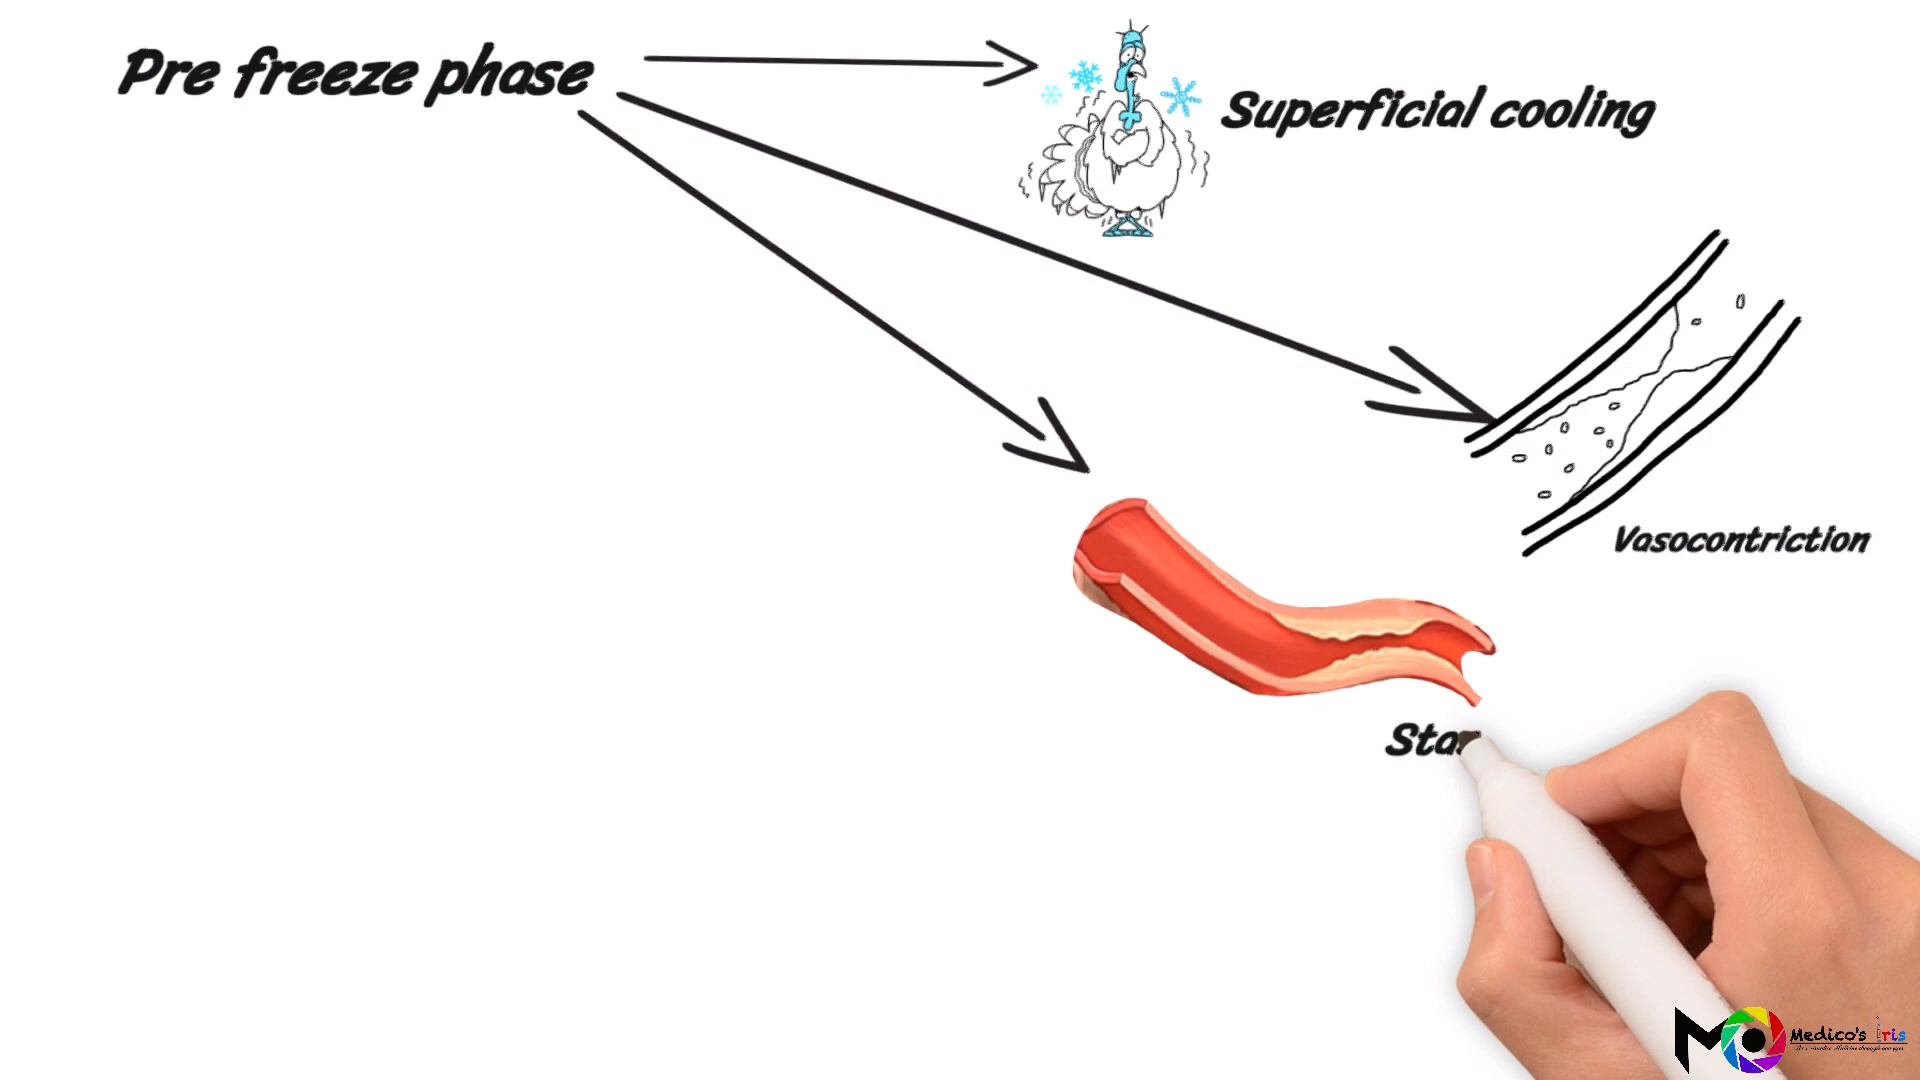 Pre freeze phase
Superficial cooling
Vasocontriction
Sta
Medico's Iris